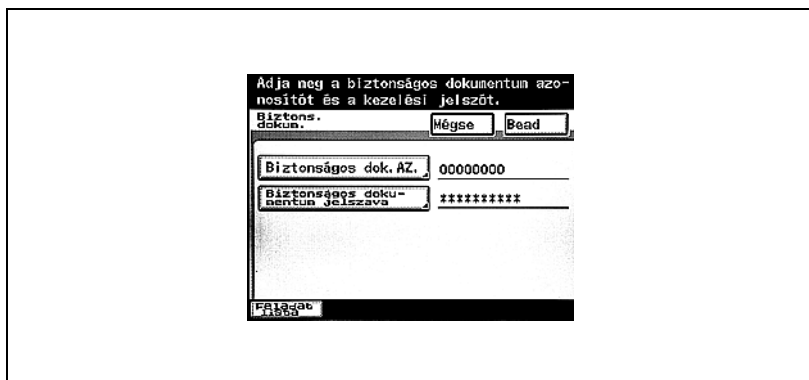 Adja meg a biztonságos dokumentum azo-
nosítót és a kezelési jelszót.
Biztons.
dokum.
Mégse Bead
Biztonságos dok. AZ. 00000000
Biztonságos doku-
mentum jelszava **********
Feladat
lista